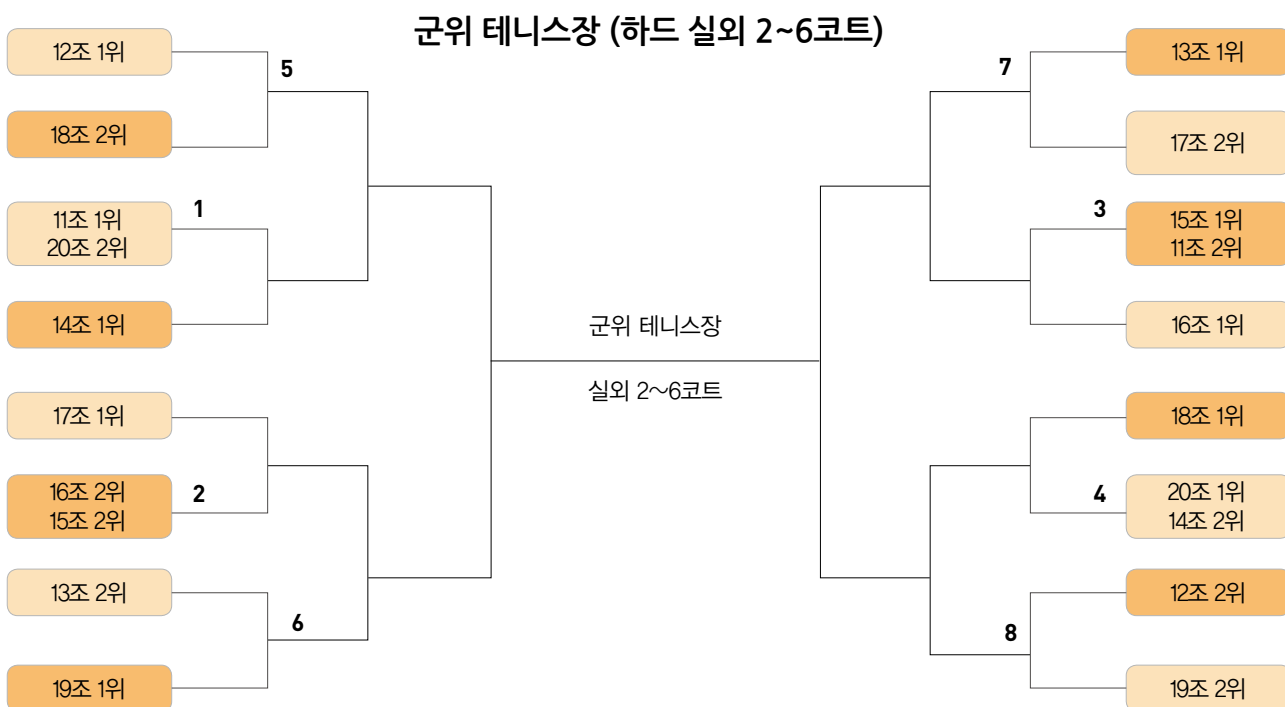 군위 테니스장 (하드 실외 2~6코트)
12조 1위
5
18조 2위
11조 1위
20조 2위
1
14조 1위
17조 1위
16조 2위
15조 2위
2
13조 2위
6
19조 1위
군위 테니스장
실외 2~6코트
7
13조 1위
17조 2위
3
15조 1위
11조 2위
16조 1위
18조 1위
4
20조 1위
14조 2위
12조 2위
8
19조 2위